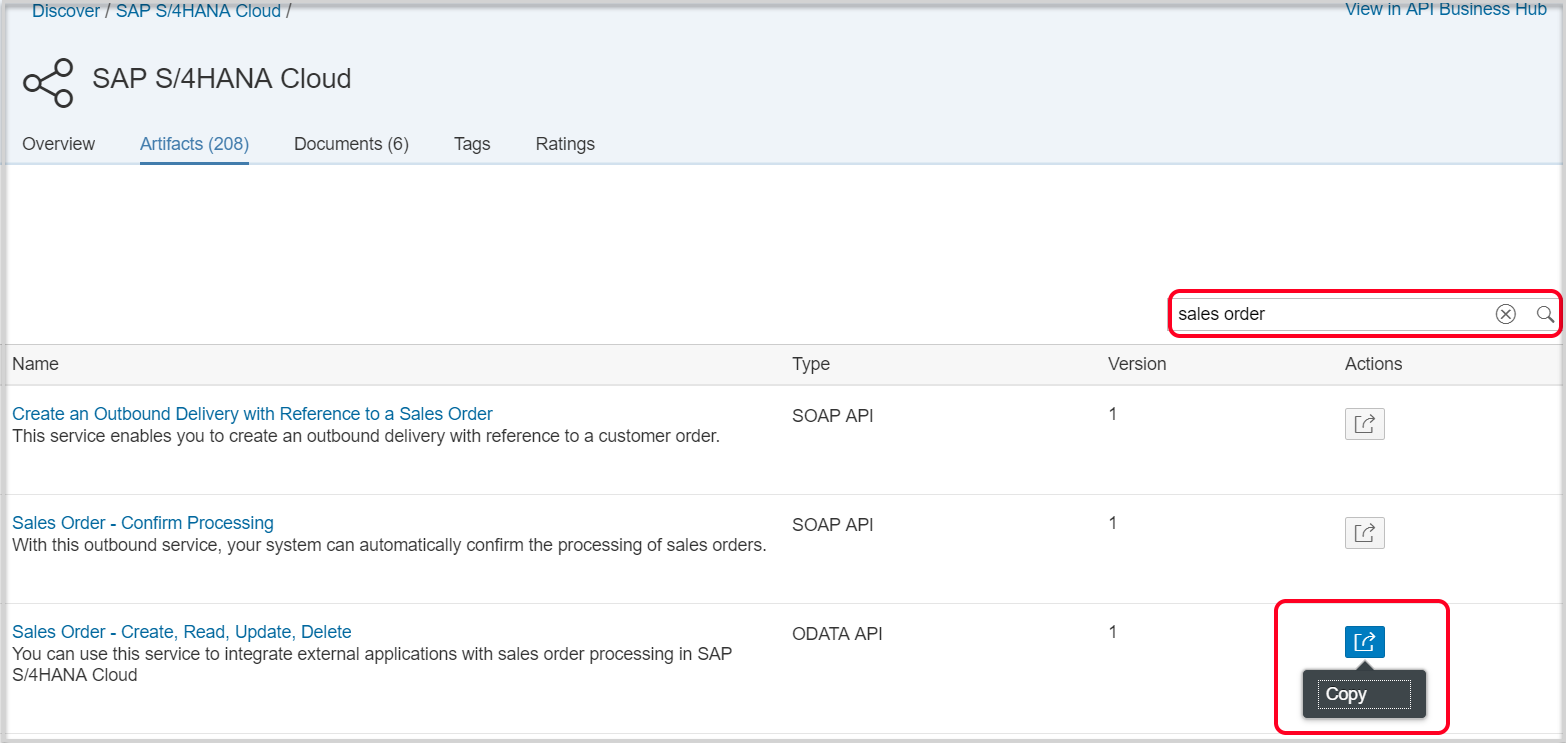 Discover / SAP S/4HANA Cloud /
View in API Business Hub
SAP S/4HANA Cloud
Overview Artifacts (208) Documents (6) Tags Ratings
sales order
Name Type Version Actions
Create an Outbound Delivery with Reference to a Sales Order SOAP API 1
This service enables you to create an outbound delivery with reference to a customer order.
Sales Order - Confirm Processing SOAP API 1
With this outbound service, your system can automatically confirm the processing of sales orders.
Sales Order - Create, Read, Update, Delete ODATA API 1
You can use this service to integrate external applications with sales order processing in SAP
S/4HANA Cloud
Copy